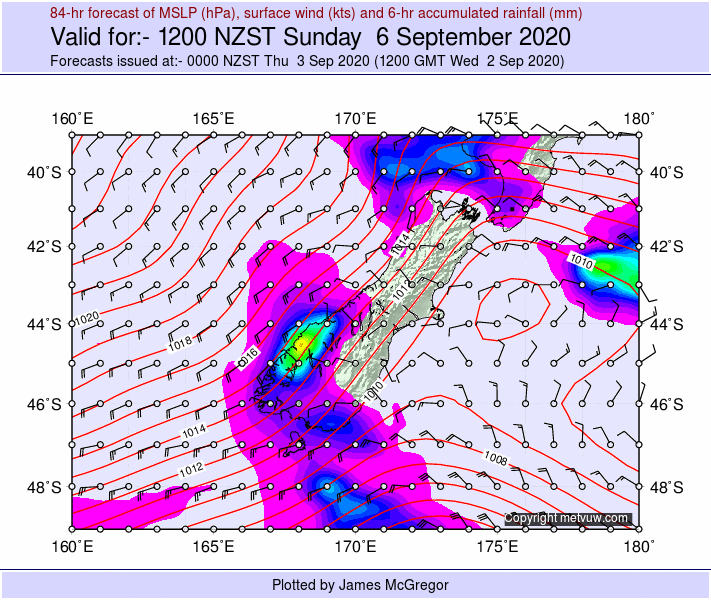 84-hr forecast of MSLP (hPa), surface wind (kts) and 6-hr accumulated rainfall (mm)
Valid for:- 1200 NZST Sunday  6 September 2020
Forecasts issued at:- 0000 NZST Thu  3 Sep 2020 (1200 GMT Wed  2 Sep 2020)
160˚E 165˚E 170˚E 175˚E 180˚
40˚S 40˚S
42˚S 42˚S
1014
1010
1012
44˚S 1020 44˚S
1018
1016
1010
46˚S 46˚S
1014
1008
1012
48˚S 48˚S
Copyright metvuw.com
160˚E 165˚E 170˚E 175˚E 180˚
Plotted by James McGregor